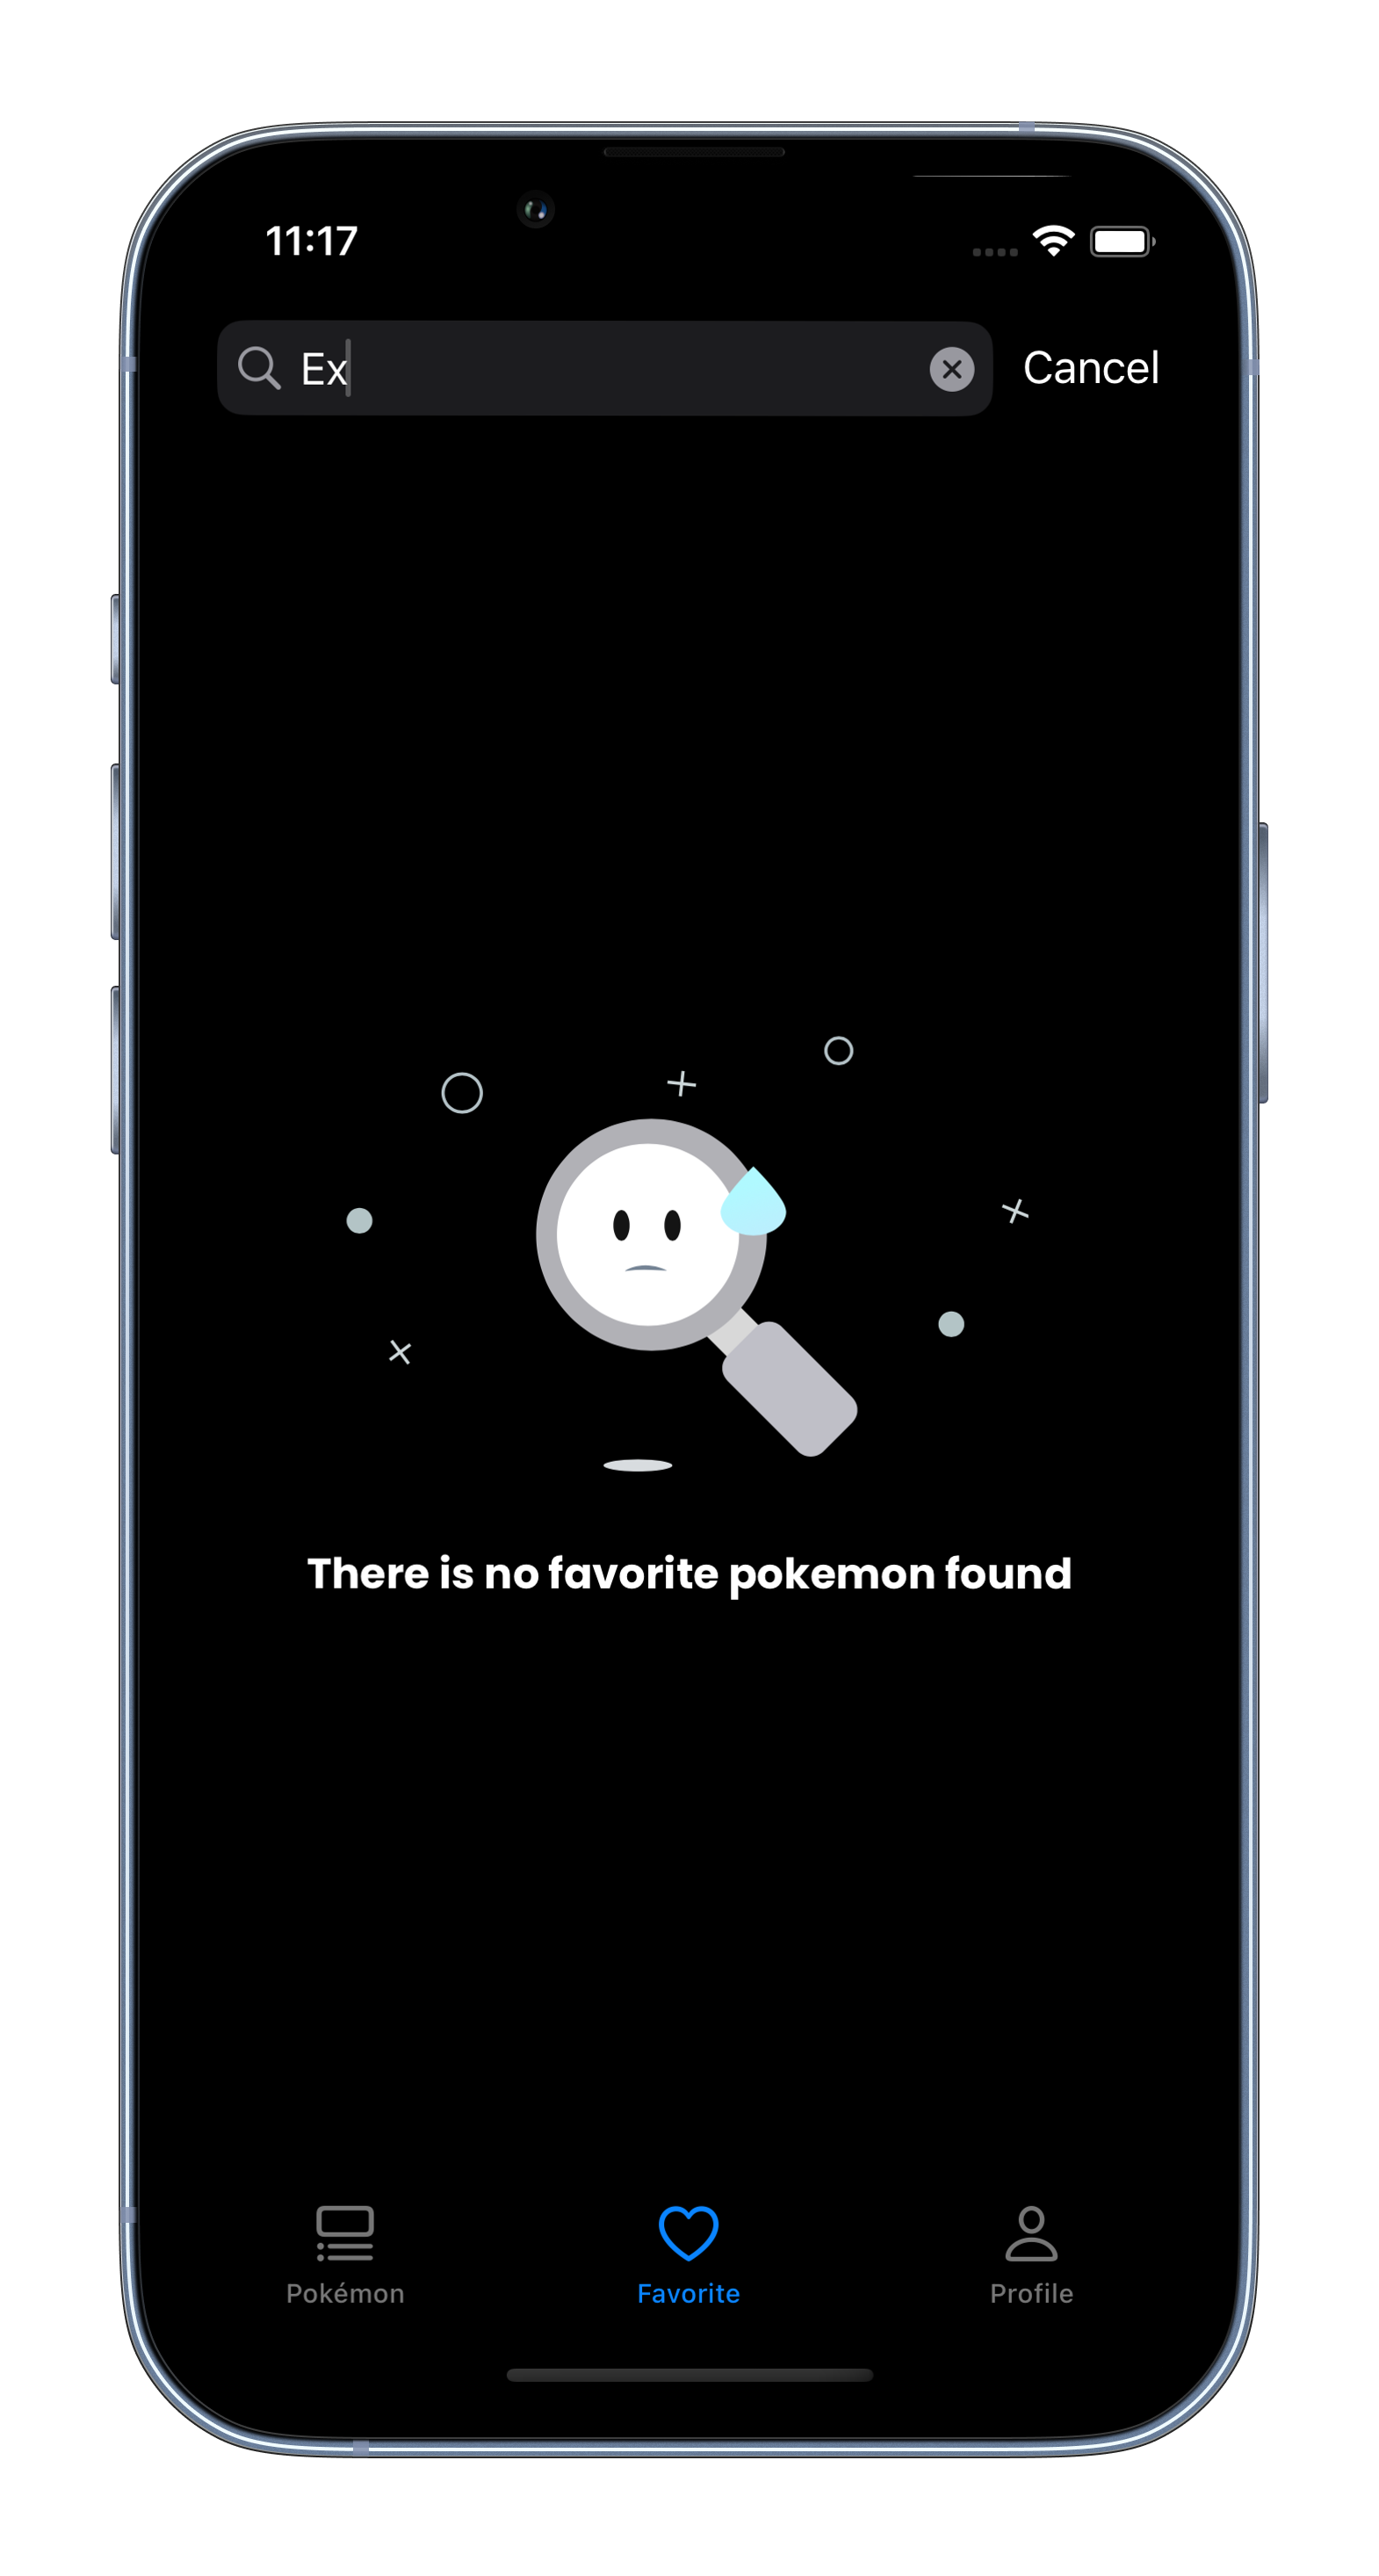 11:17
Ex
Cancel
There is no favorite pokemon found
Pokémon
Favorite
Profile